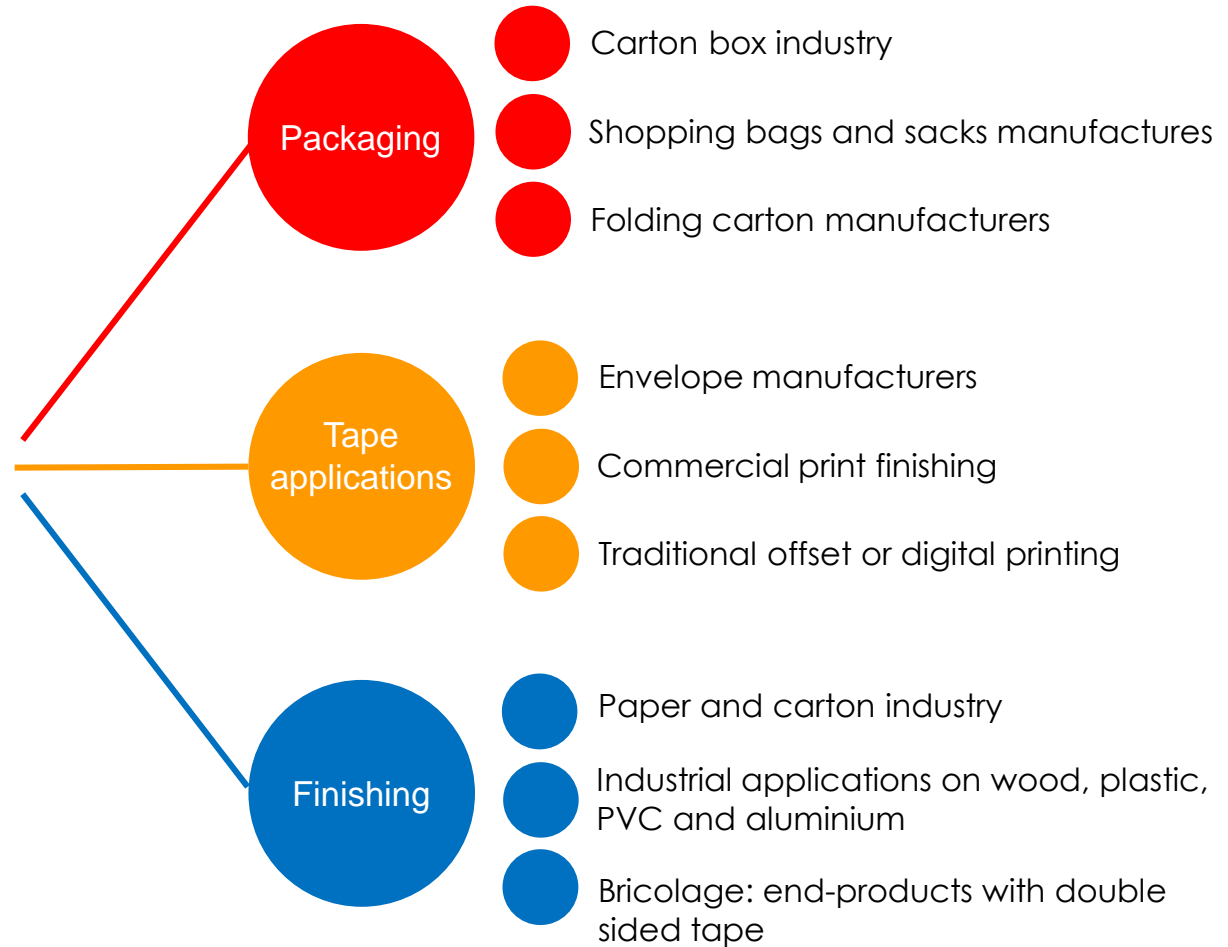 Packaging
Carton box industry
Shopping bags and sacks manufactures
Folding carton manufacturers
Tape
applications
Envelope manufacturers
Commercial print finishing
Traditional offset or digital printing
Finishing
Paper and carton industry
Industrial applications on wood, plastic,
PVC and aluminium
Bricolage: end-products with double
sided tape